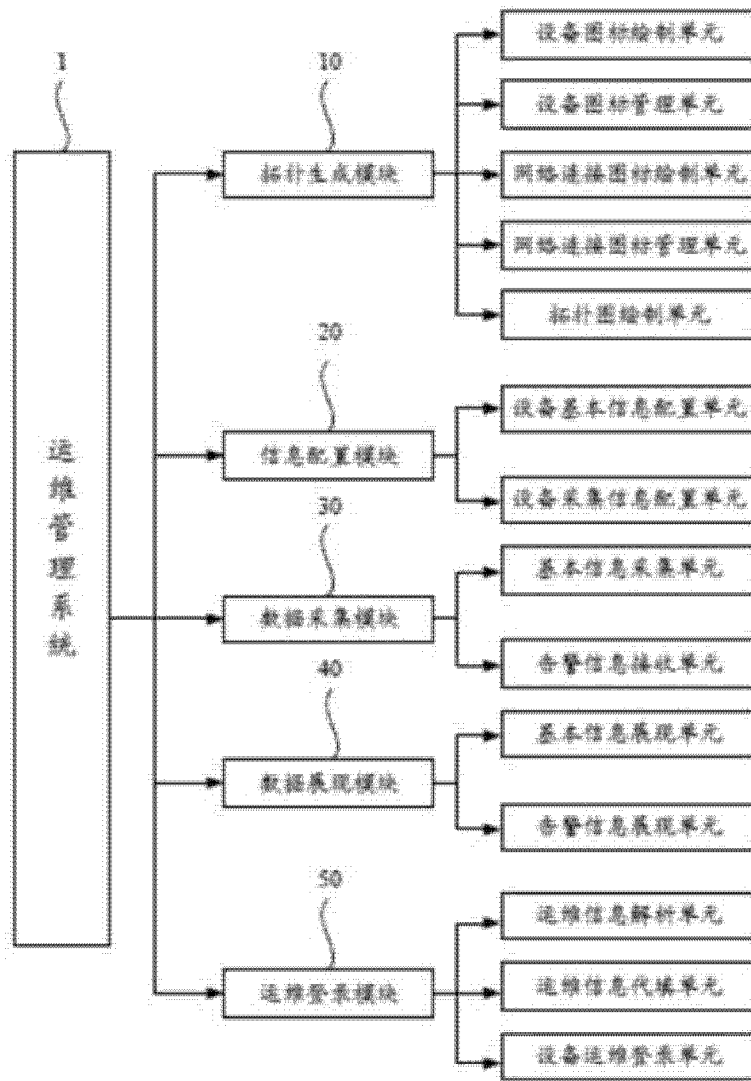 1
运维管理系统
10
拓扑生成模块
设备图标绘制单元
设备图标管理单元
网络连接图标绘制单元
网络连接图标管理单元
拓扑图绘制单元
20
信息配置模块
设备基本信息配置单元
设备采集信息配置单元
30
数据采集模块
基本信息采集单元
告警信息接收单元
40
数据展现模块
基本信息展现单元
告警信息展现单元
50
运维登录模块
运维信息解析单元
运维信息代填单元
设备运维登录单元